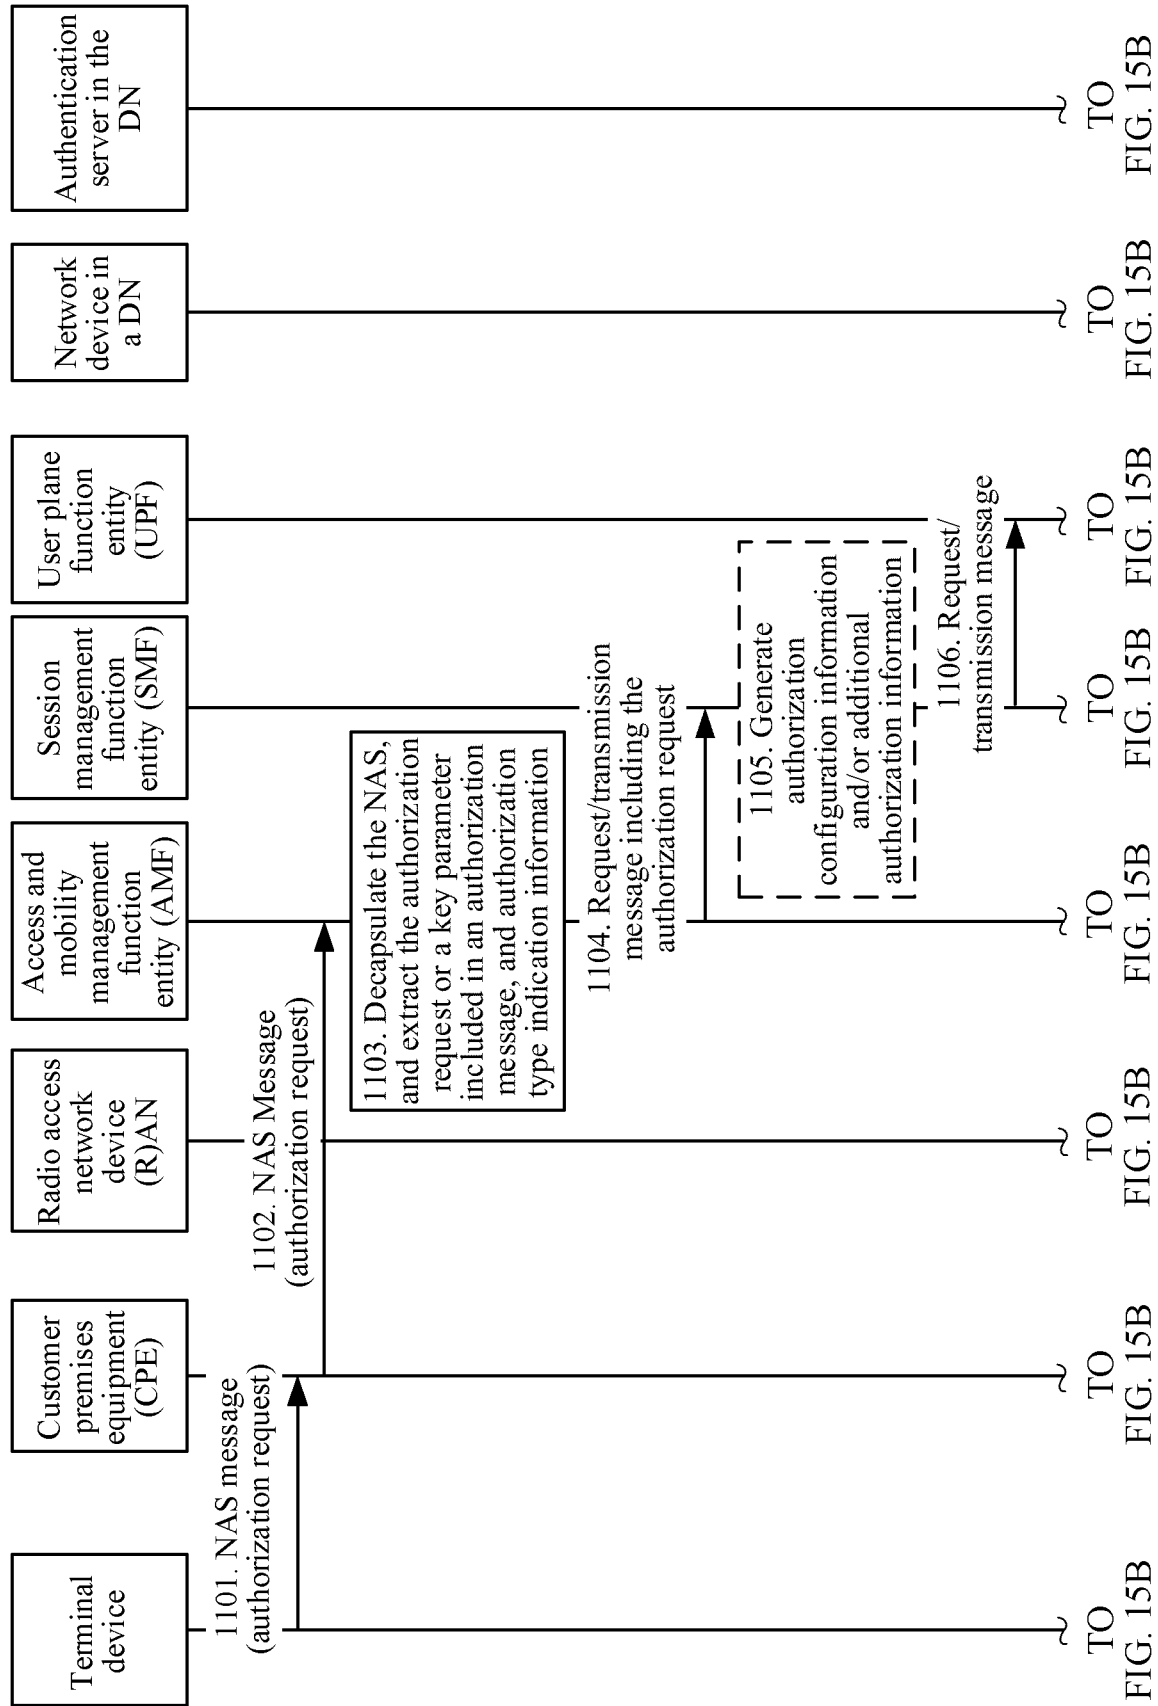 Terminal
device
Customer
premises
equipment
(CPE)
Radio access
network
device
(R)AN
Access and
mobility
management
function
entity (AMF)
Session
management
function
entity (SMF)
User plane
function
entity
(UPF)
Network
device in
a DN
Authentication
server in the
DN
1101. NAS message
(authorization request)
1102. NAS Message
(authorization request)
1103. Decapsulate the NAS,
and extract the authorization
request or a key parameter
included in an authorization
message, and authorization
type indication information
1104. Request/transmission
message including the
authorization request
1105. Generate
authorization
configuration information
and/or additional
authorization information
1106. Request/
transmission message
TO
FIG. 15B
TO
FIG. 15B
TO
FIG. 15B
TO
FIG. 15B
TO
FIG. 15B
TO
FIG. 15B
TO
FIG. 15B
TO
FIG. 15B